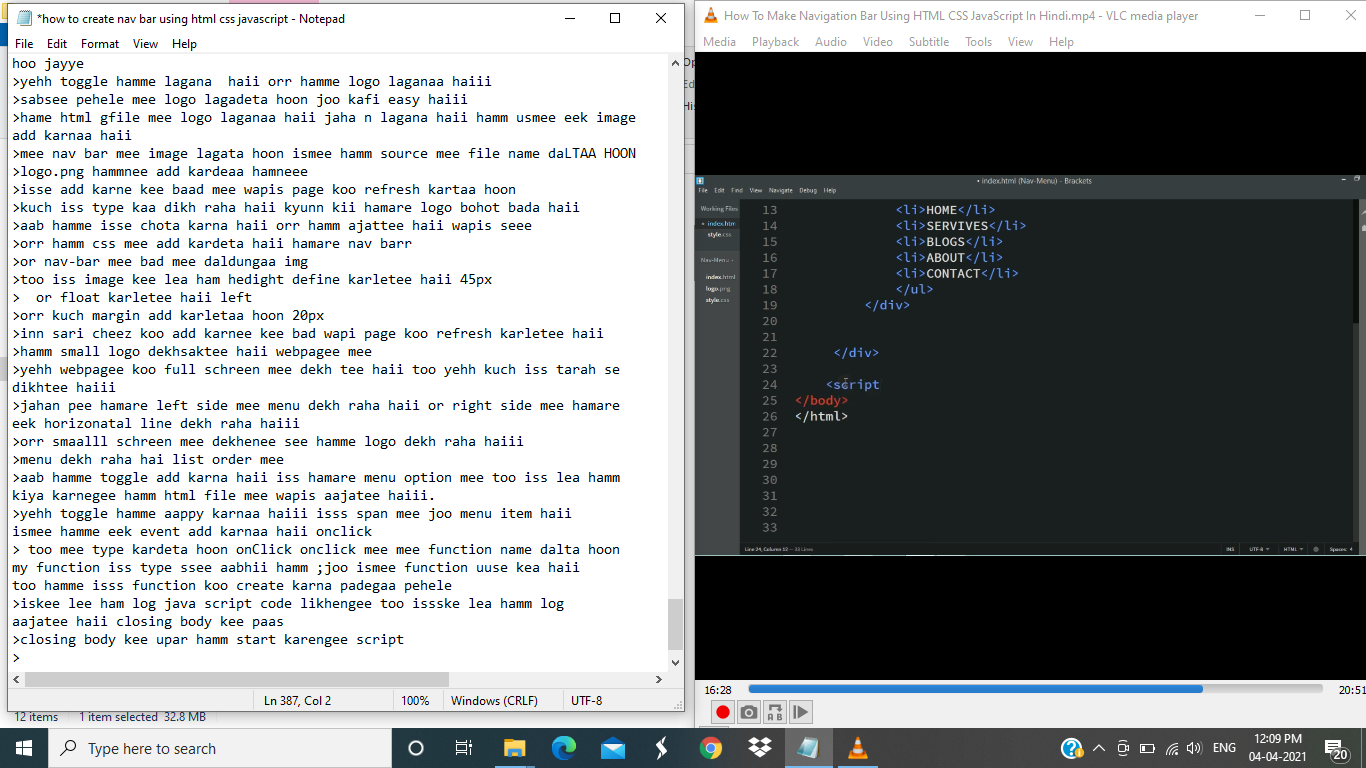 *how to create nav bar using html css javascript - Notepad
File Edit Format View Help
hoo jayye
>yehh toggle hamme lagana  haii orr hamme logo laganaa haiii
>sabsee pehele mee logo lagadeta hoon joo kafi easy haiii
>hame html gfile mee logo laganaa haii jaha n lagana haii hamm usmee eek image
add karnaa haii
>mee nav bar mee image lagata hoon ismee hamm source mee file name daLTAA HOON
>logo.png hammnee add kardeaa hamneee
>isse add karne kee baad mee wapis page koo refresh kartaa hoon
>kuch iss type kaa dikh raha haii kyunn kii hamare logo bohot bada haii
>aab hamme isse chota karna haii orr hamm ajattee haii wapis seee
>orr hamm css mee add kardeta haii hamare nav barr
>or nav-bar mee bad mee daldungaa img
>too iss image kee lea ham hedight define karletee haii 45px
>  or float karletee haii left
>orr kuch margin add karletaa hoon 20px
>inn sari cheez koo add karnee kee bad wapi page koo refresh karletee haii
>hamm small logo dekhsaktee haii webpagee mee
>yehh webpagee koo full schreen mee dekh tee haii too yehh kuch iss tarah se
dikhtee haiii
>jahan pee hamare left side mee menu dekh raha haii or right side mee hamare
eek horizonatal line dekh raha haiii
>orr smaalll schreen mee dekhenee see hamme logo dekh raha haiii
>menu dekh raha hai list order mee
>aab hamme toggle add karna haii iss hamare menu option mee too iss lea hamm
kiya karnegee hamm html file mee wapis aajatee haiii.
>yehh toggle hamme aappy karnaa haiii isss span mee joo menu item haii
ismee hamme eek event add karnaa haii onclick
> too mee type kardeta hoon onClick onclick mee mee function name dalta hoon
my function iss type ssee aabhii hamm ;joo ismee function uuse kea haii
too hamme isss function koo create karna padegaa pehele
>iskee lee ham log java script code likhengee too issske lea hamm log
aajatee haii closing body kee paas
>closing body kee upar hamm start karengee script
>
Ln 387, Col 2 100% Windows (CRLF) UTF-8
12 items 1 item selected 32.8 MB
How To Make Navigation Bar Using HTML CSS JavaScript In Hindi.mp4 - VLC media player
Media Playback Audio Video Subtitle Tools View Help
• index.html (Nav-Menu) - Brackets
File Edit Find View Navigate Debug Help
Working Files
• index.htm
style.css
Nav-Menu
index.html
logo.png
style.css
13 <li>HOME</li>
14 <li>SERVIVES</li>
15 <li>BLOGS</li>
16 <li>ABOUT</li>
17 <li>CONTACT</li>
18 </ul>
19 </div>
20
21
22 </div>
23
24 <script
25 </body>
26 </html>
27
28
29
30
31
32
33
Line 24, Column 12 — 33 Lines INS UTF-8 HTML Spaces: 4
16:28 20:51
Type here to search
ENG
12:09 PM
04-04-2021
20